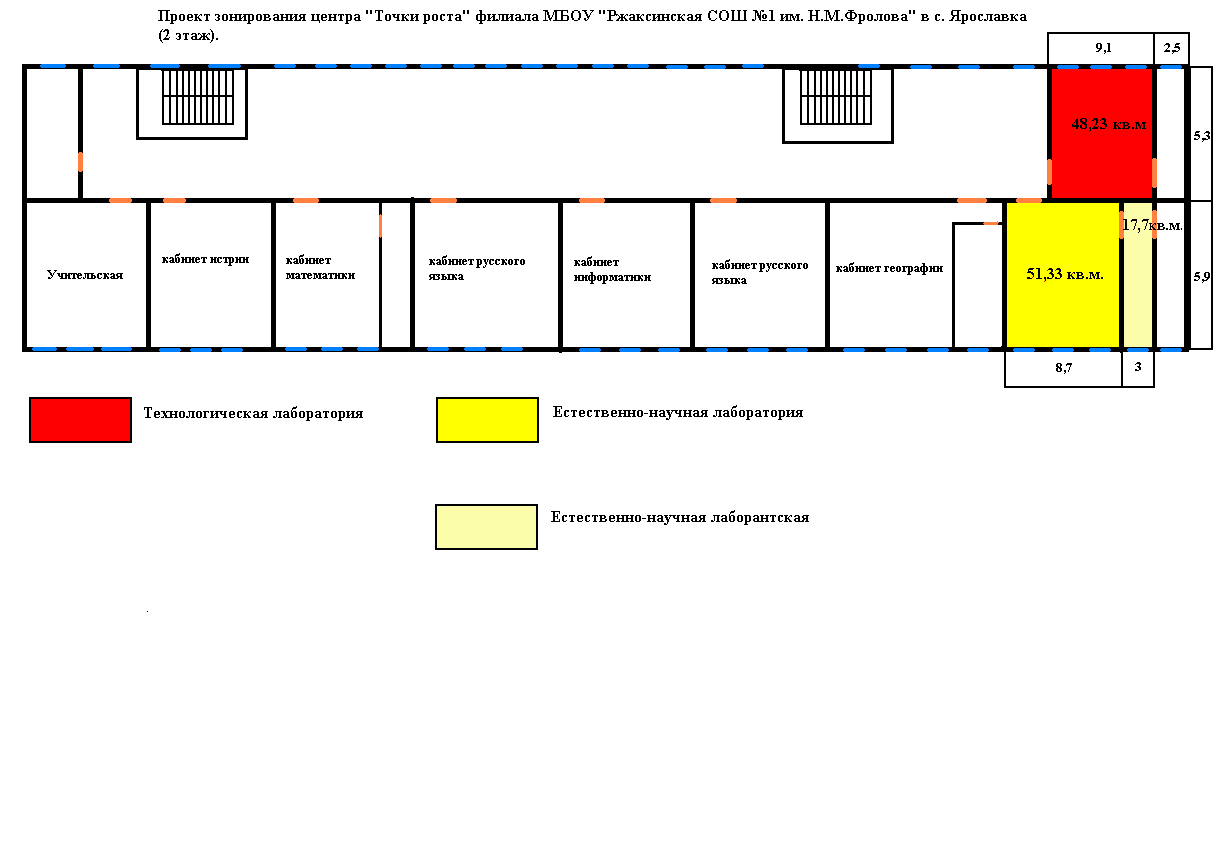 Проект зонирования центра "Точки роста" филиала МБОУ "Ржаксинская СОШ №1 им. Н.М.Фролова" в с. Ярославка
(2 этаж).
9,1
2,5
48,23 кв.м
5,3
17,7кв.м.
Учительская
кабинет истрии
кабинет
математики
кабинет русского
языка
кабинет
информатики
кабинет русского
языка
кабинет географии
51,33 кв.м.
5,9
8,7
3
Технологическая лаборатория
Естественно-научная лаборатория
Естественно-научная лаборантская